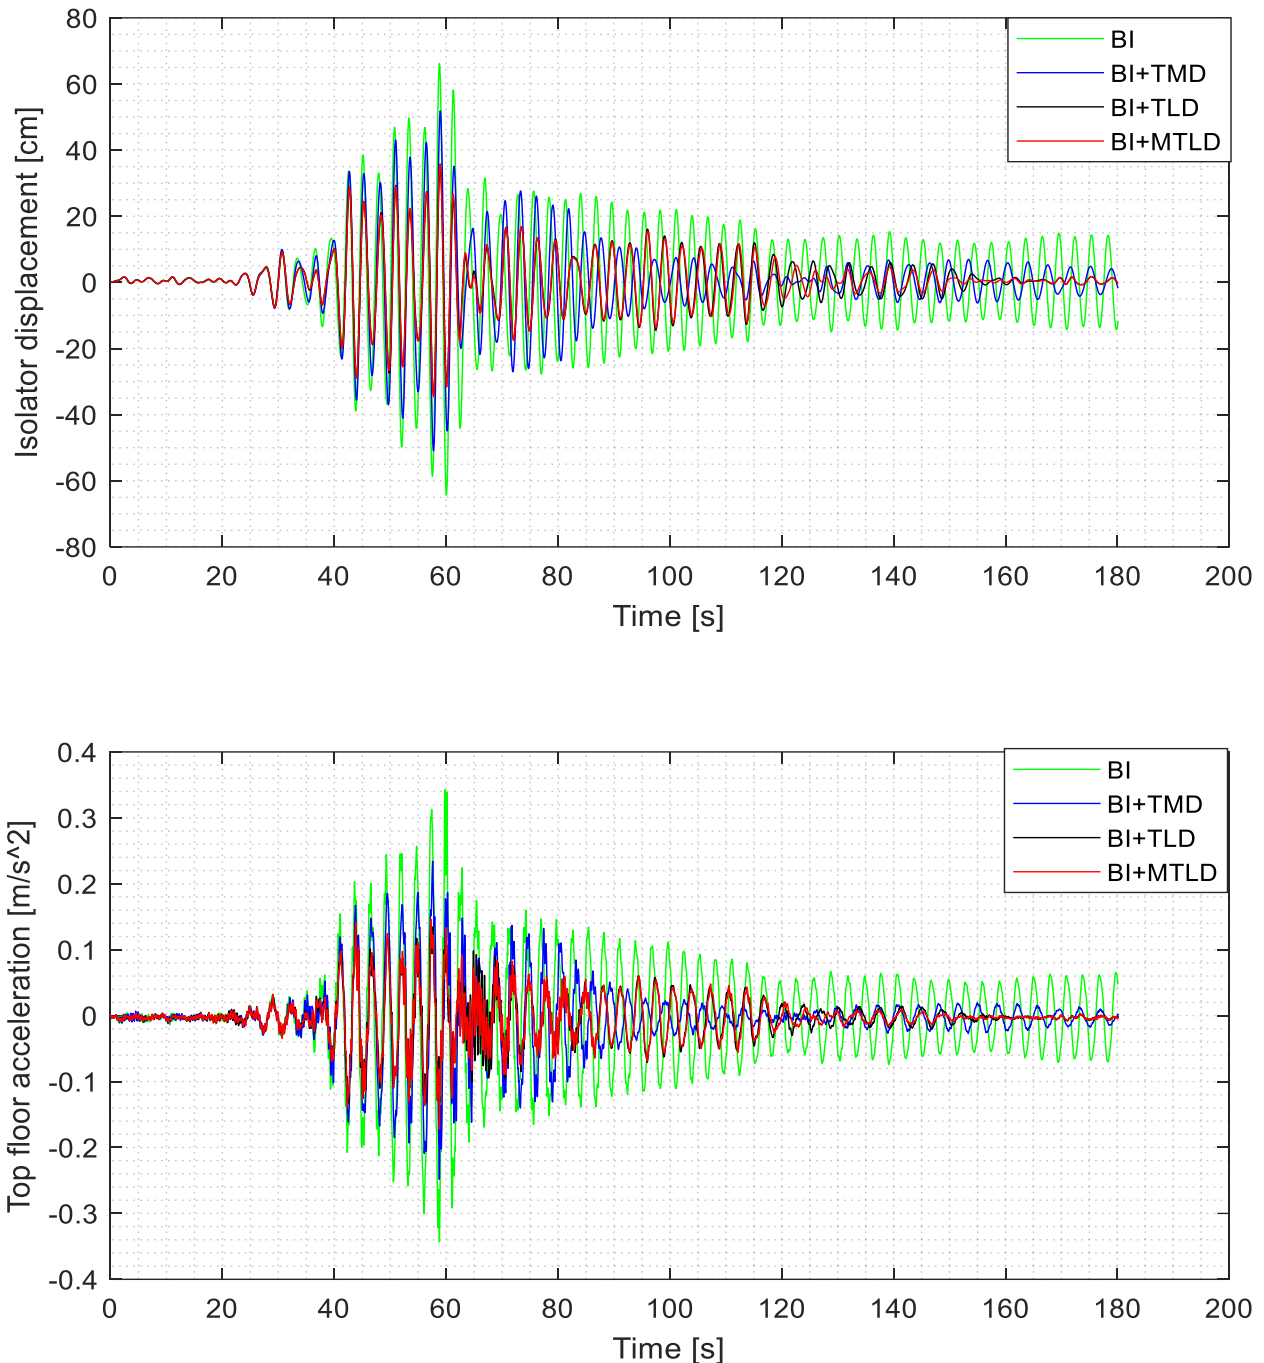 80
60
40
20
0
-20
-40
-60
-80
Isolator displacement [cm]
0 20 40 60 80 100 120 140 160 180 200
Time [s]
BI
BI+TMD
BI+TLD
BI+MTLD
0.4
0.3
0.2
0.1
0
-0.1
-0.2
-0.3
-0.4
Top floor acceleration [m/s^2]
0 20 40 60 80 100 120 140 160 180 200
Time [s]
BI
BI+TMD
BI+TLD
BI+MTLD